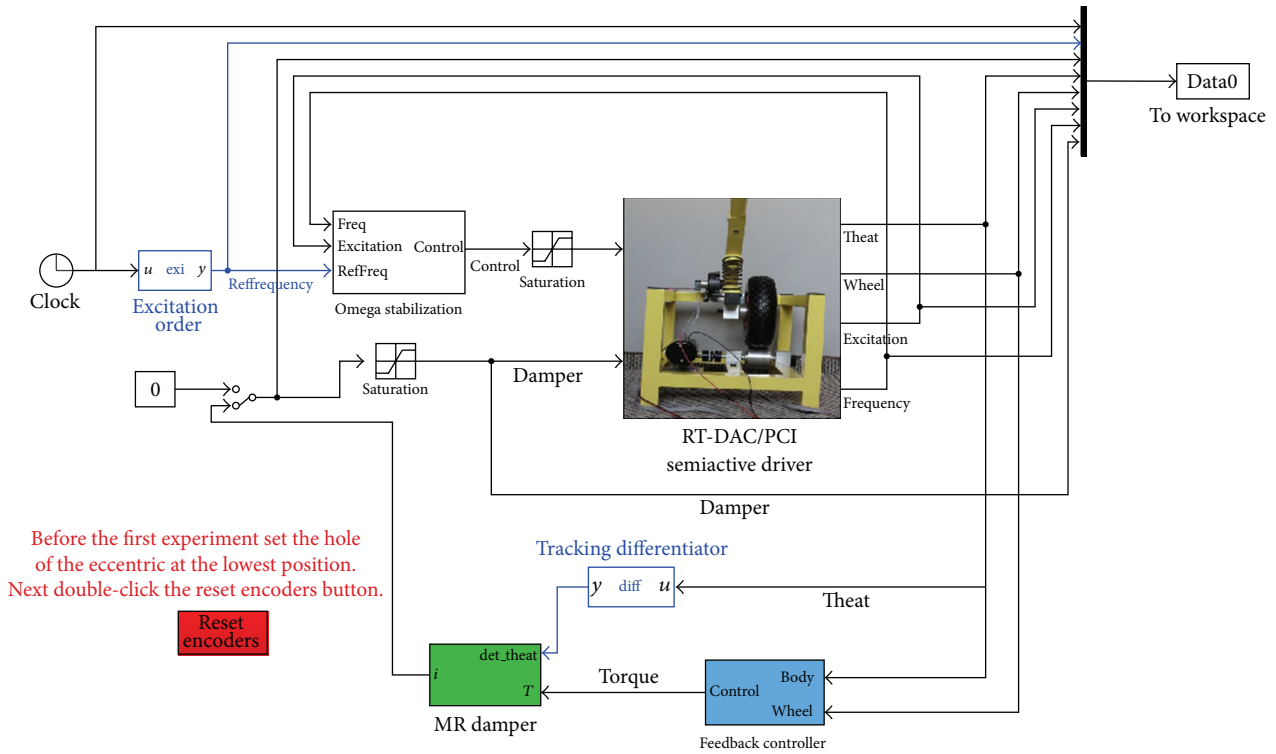 Data0
To workspace
Freq
Excitation
RefFreq
Control
Omega stabilization
Control
Saturation
Clock
u exi y
Excitation
order
Reffrequency
Theat
Wheel
Excitation
Frequency
0
Saturation
Damper
RT-DAC/PCI
semiactive driver
Damper
Before the first experiment set the hole
of the eccentric at the lowest position.
Next double-click the reset encoders button.
Reset
encoders
Tracking differentiator
y diff u
Theat
det_theat
i
T
MR damper
Torque
Body
Control
Wheel
Feedback controller